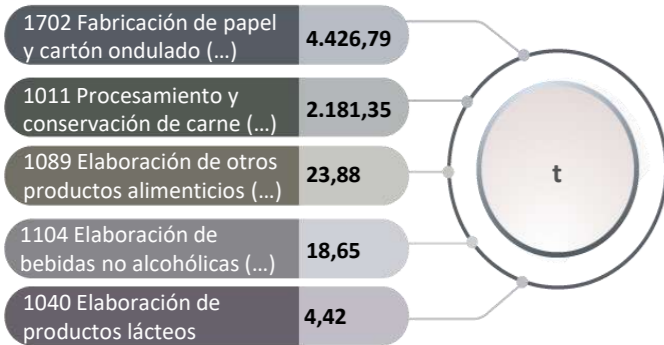 1702 Fabricación de papel
y cartón ondulado (...)
4.426,79
1011 Procesamiento y
conservación de carne (...)
2.181,35
1089 Elaboración de otros
productos alimenticios (...)
23,88
1104 Elaboración de
bebidas no alcohólicas (...)
18,65
1040 Elaboración de
productos lácteos
4,42
t